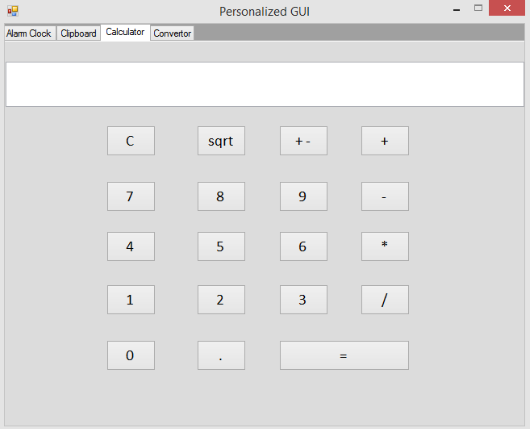 Personalized GUI
Alarm Clock Clipboard Calculator Convertor
C sqrt +- +
7 8 9 -
4 5 6 *
1 2 3 /
0 . =